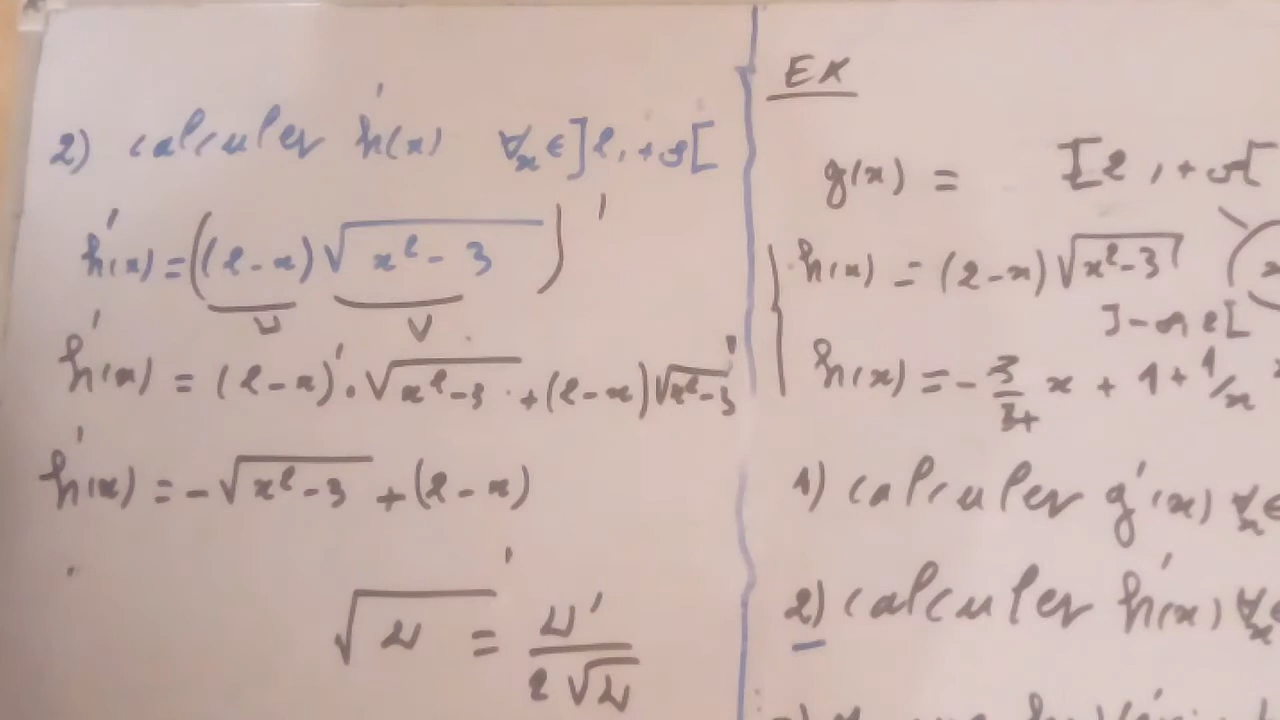 2) calculer h'(x) ∀x∈]2,+∞[
h'(x) = ((2-x)√(x²-3))'
U V
h'(x) = (2-x)'.√(x²-3) + (2-x)√(x²-3)'
h'(x) = -√(x²-3) + (2-x)
√U' = U'/(2√U)
EX
g(x) = [2,+∞[
h(x) = (2-x)√(x²-3)
]-∞ 2[
h(x) = -3/4 x + 1 + 1/x
1) calculer g'(x) ∀x∈
2) calculer h'(x) ∀x∈